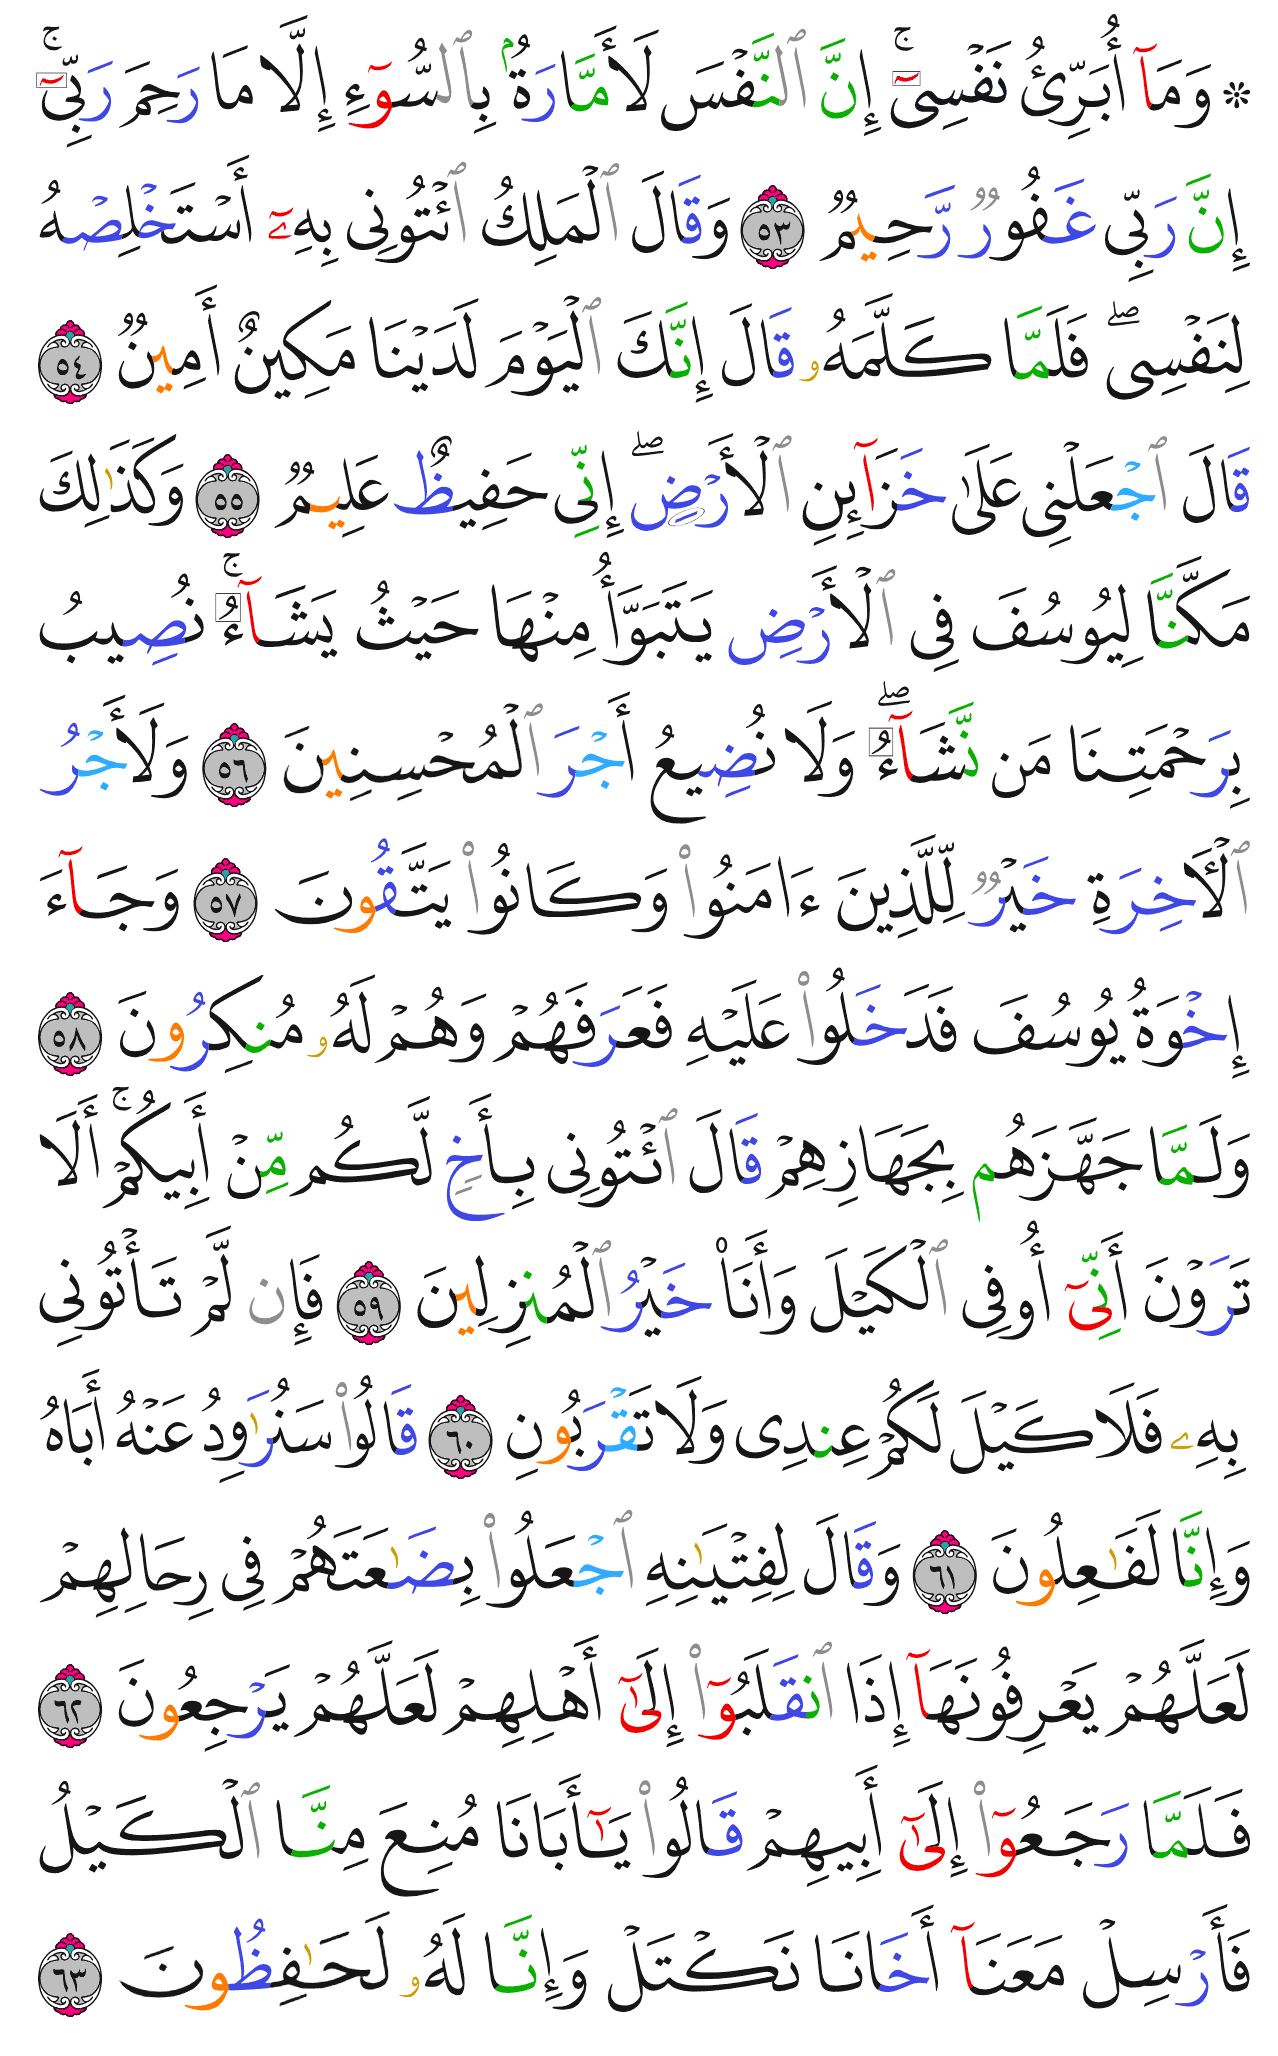 ۞ وَمَآ أُبَرِّئُ نَفۡسِيٓۚ إِنَّ ٱلنَّفۡسَ لَأَمَّارَةُۢ بِٱلسُّوٓءِ إِلَّا مَا رَحِمَ رَبِّيٓۚ
إِنَّ رَبِّي غَفُورٞ رَّحِيمٞ ٥٣ وَقَالَ ٱلۡمَلِكُ ٱئۡتُونِي بِهِۦٓ أَسۡتَخۡلِصۡهُ
لِنَفۡسِيۖ فَلَمَّا كَلَّمَهُۥ قَالَ إِنَّكَ ٱلۡيَوۡمَ لَدَيۡنَا مَكِينٌ أَمِينٞ ٥٤
قَالَ ٱجۡعَلۡنِي عَلَىٰ خَزَآئِنِ ٱلۡأَرۡضِۖ إِنِّي حَفِيظٌ عَلِيمٞ ٥٥ وَكَذَٰلِكَ
مَكَّنَّا لِيُوسُفَ فِي ٱلۡأَرۡضِ يَتَبَوَّأُ مِنۡهَا حَيۡثُ يَشَآءُۚ نُصِيبُ
بِرَحۡمَتِنَا مَن نَّشَآءُۖ وَلَا نُضِيعُ أَجۡرَ ٱلۡمُحۡسِنِينَ ٥٦ وَلَأَجۡرُ
ٱلۡأٓخِرَةِ خَيۡرٞ لِّلَّذِينَ ءَامَنُواْ وَكَانُواْ يَتَّقُونَ ٥٧ وَجَآءَ
إِخۡوَةُ يُوسُفَ فَدَخَلُواْ عَلَيۡهِ فَعَرَفَهُمۡ وَهُمۡ لَهُۥ مُنكِرُونَ ٥٨
وَلَمَّا جَهَّزَهُم بِجَهَازِهِمۡ قَالَ ٱئۡتُونِي بِأَخٖ لَّكُم مِّنۡ أَبِيكُمۡۚ أَلَا
تَرَوۡنَ أَنِّيٓ أُوفِي ٱلۡكَيۡلَ وَأَنَا۠ خَيۡرُ ٱلۡمُنزِلِينَ ٥٩ فَإِن لَّمۡ تَأۡتُونِي
بِهِۦ فَلَا كَيۡلَ لَكُمۡ عِندِي وَلَا تَقۡرَبُونِ ٦٠ قَالُواْ سَنُرَٰوِدُ عَنۡهُ أَبَاهُ
وَإِنَّا لَفَٰعِلُونَ ٦١ وَقَالَ لِفِتۡيَٰنِهِ ٱجۡعَلُواْ بِضَٰعَتَهُمۡ فِي رِحَالِهِمۡ
لَعَلَّهُمۡ يَعۡرِفُونَهَآ إِذَا ٱنقَلَبُوٓاْ إِلَىٰٓ أَهۡلِهِمۡ لَعَلَّهُمۡ يَرۡجِعُونَ ٦٢
فَلَمَّا رَجَعُوٓاْ إِلَىٰٓ أَبِيهِمۡ قَالُواْ يَٰٓأَبَانَا مُنِعَ مِنَّا ٱلۡكَيۡلُ
فَأَرۡسِلۡ مَعَنَآ أَخَانَا نَكۡتَلۡ وَإِنَّا لَهُۥ لَحَٰفِظُونَ ٦٣